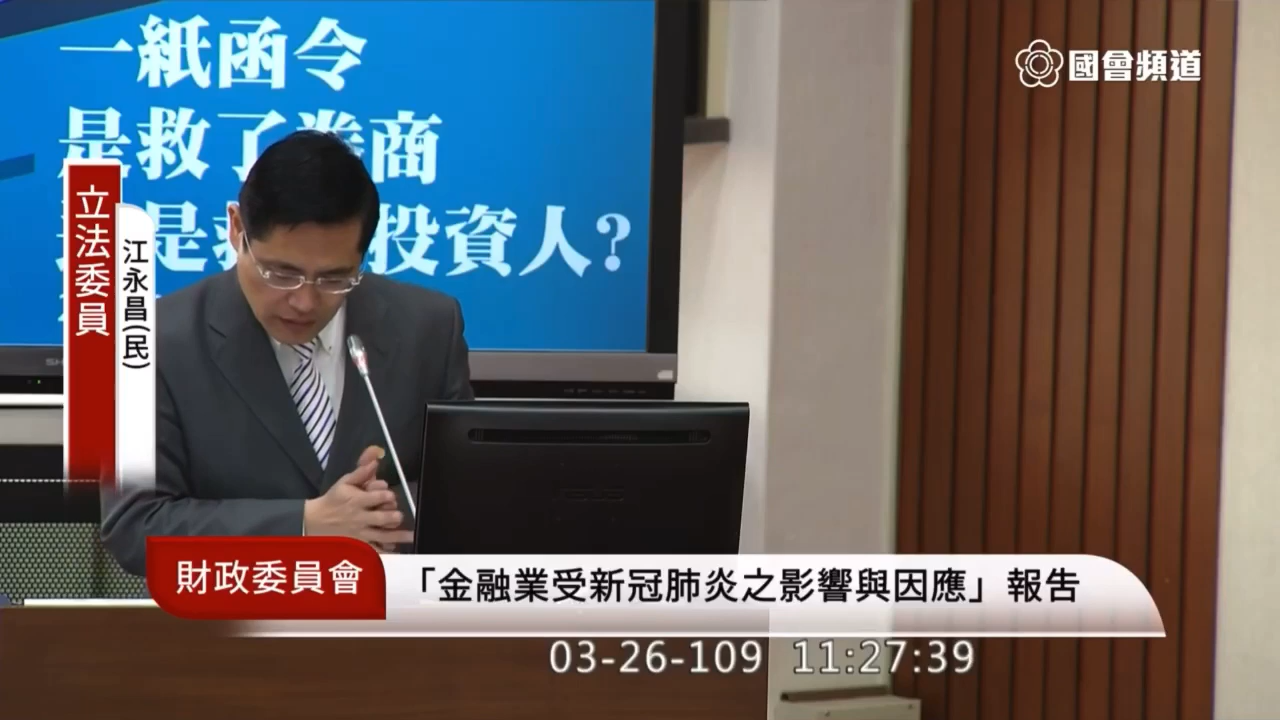 一紙函令
是救了券商
是救 投資人?
國會頻道
立法委員
江永昌(民)
財政委員會
「金融業受新冠肺炎之影響與因應」報告
03-26-109 11:27:39